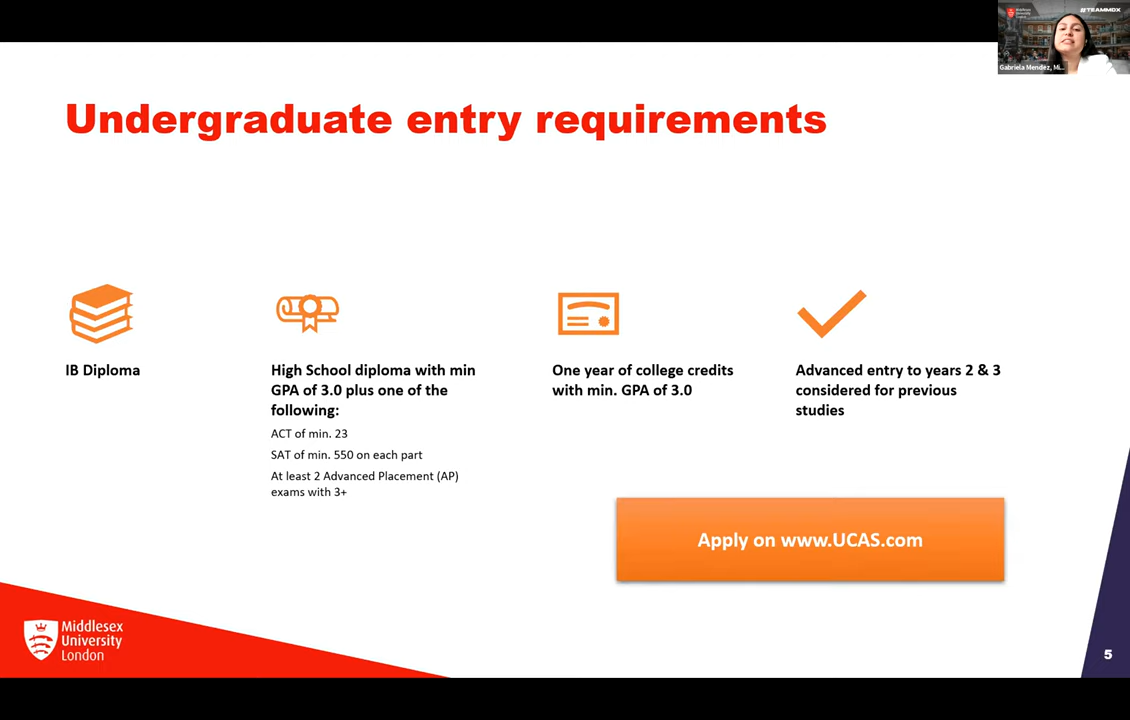 Middlesex
University
London
#TEAMMDX
Gabriela Mendez, Mi...
Undergraduate entry requirements
IB Diploma
High School diploma with min
GPA of 3.0 plus one of the
following:
ACT of min. 23
SAT of min. 550 on each part
At least 2 Advanced Placement (AP)
exams with 3+
One year of college credits
with min. GPA of 3.0
Advanced entry to years 2 & 3
considered for previous
studies
Apply on www.UCAS.com
Middlesex
University
London
5